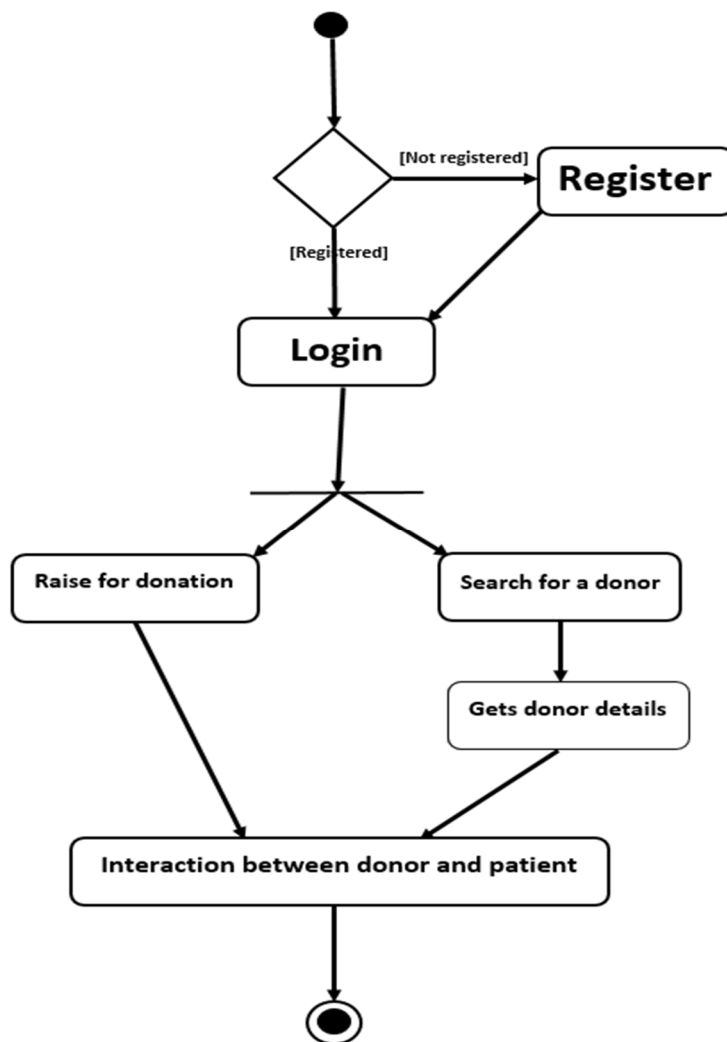 [Not registered]
Register
[Registered]
Login
Raise for donation
Search for a donor
Gets donor details
Interaction between donor and patient